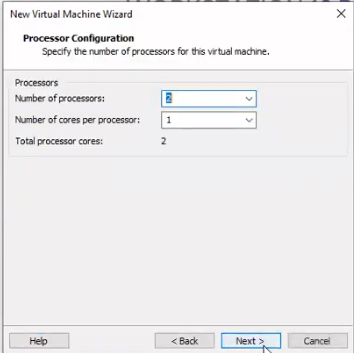 New Virtual Machine Wizard
Processor Configuration
Specify the number of processors for this virtual machine.
Processors
Number of processors: 2
Number of cores per processor: 1
Total processor cores: 2
Help < Back Next > Cancel